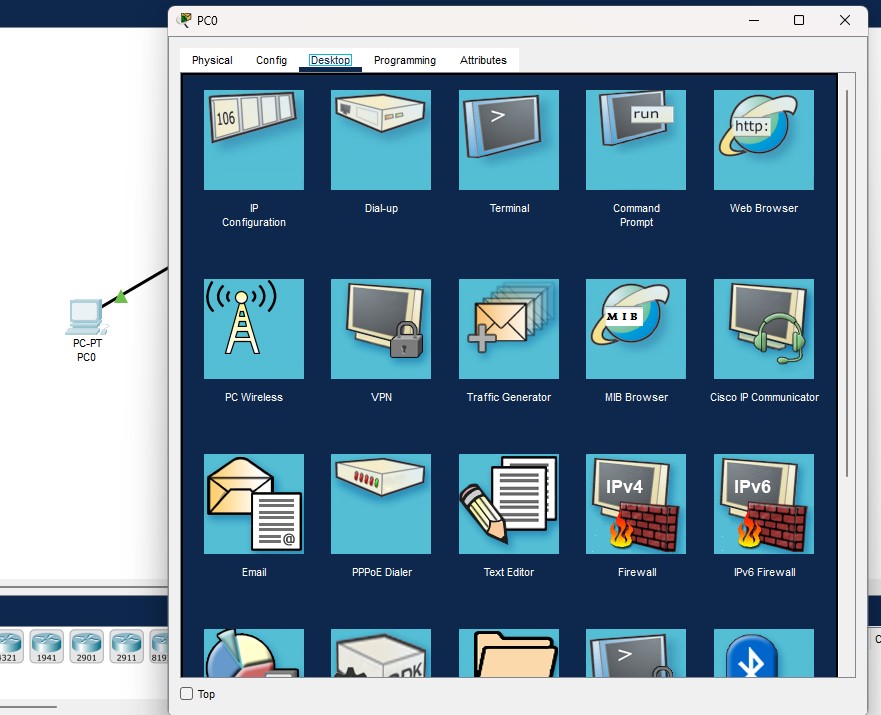 PC0
Physical Config Desktop Programming Attributes
106
>
run
http:
IP
Configuration
Dial-up
Terminal
Command
Prompt
Web Browser
MIB
PC Wireless
VPN
Traffic Generator
MIB Browser
Cisco IP Communicator
PC-PT
PC0
@
IPv4
IPv6
Email
PPPoE Dialer
Text Editor
Firewall
IPv6 Firewall
>
4321 1941 2901 2911 819
Top